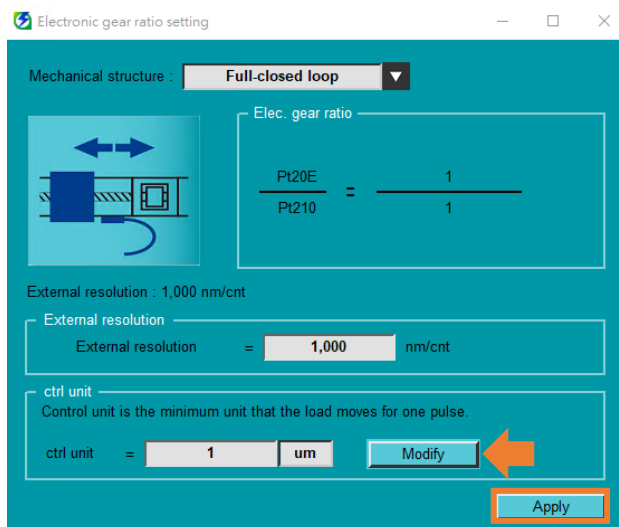 Electronic gear ratio setting
Mechanical structure : Full-closed loop
Elec. gear ratio
Pt20E = 1
Pt210 1
External resolution : 1,000 nm/cnt
External resolution
External resolution = 1,000 nm/cnt
ctrl unit
Control unit is the minimum unit that the load moves for one pulse.
ctrl unit = 1 um Modify
Apply